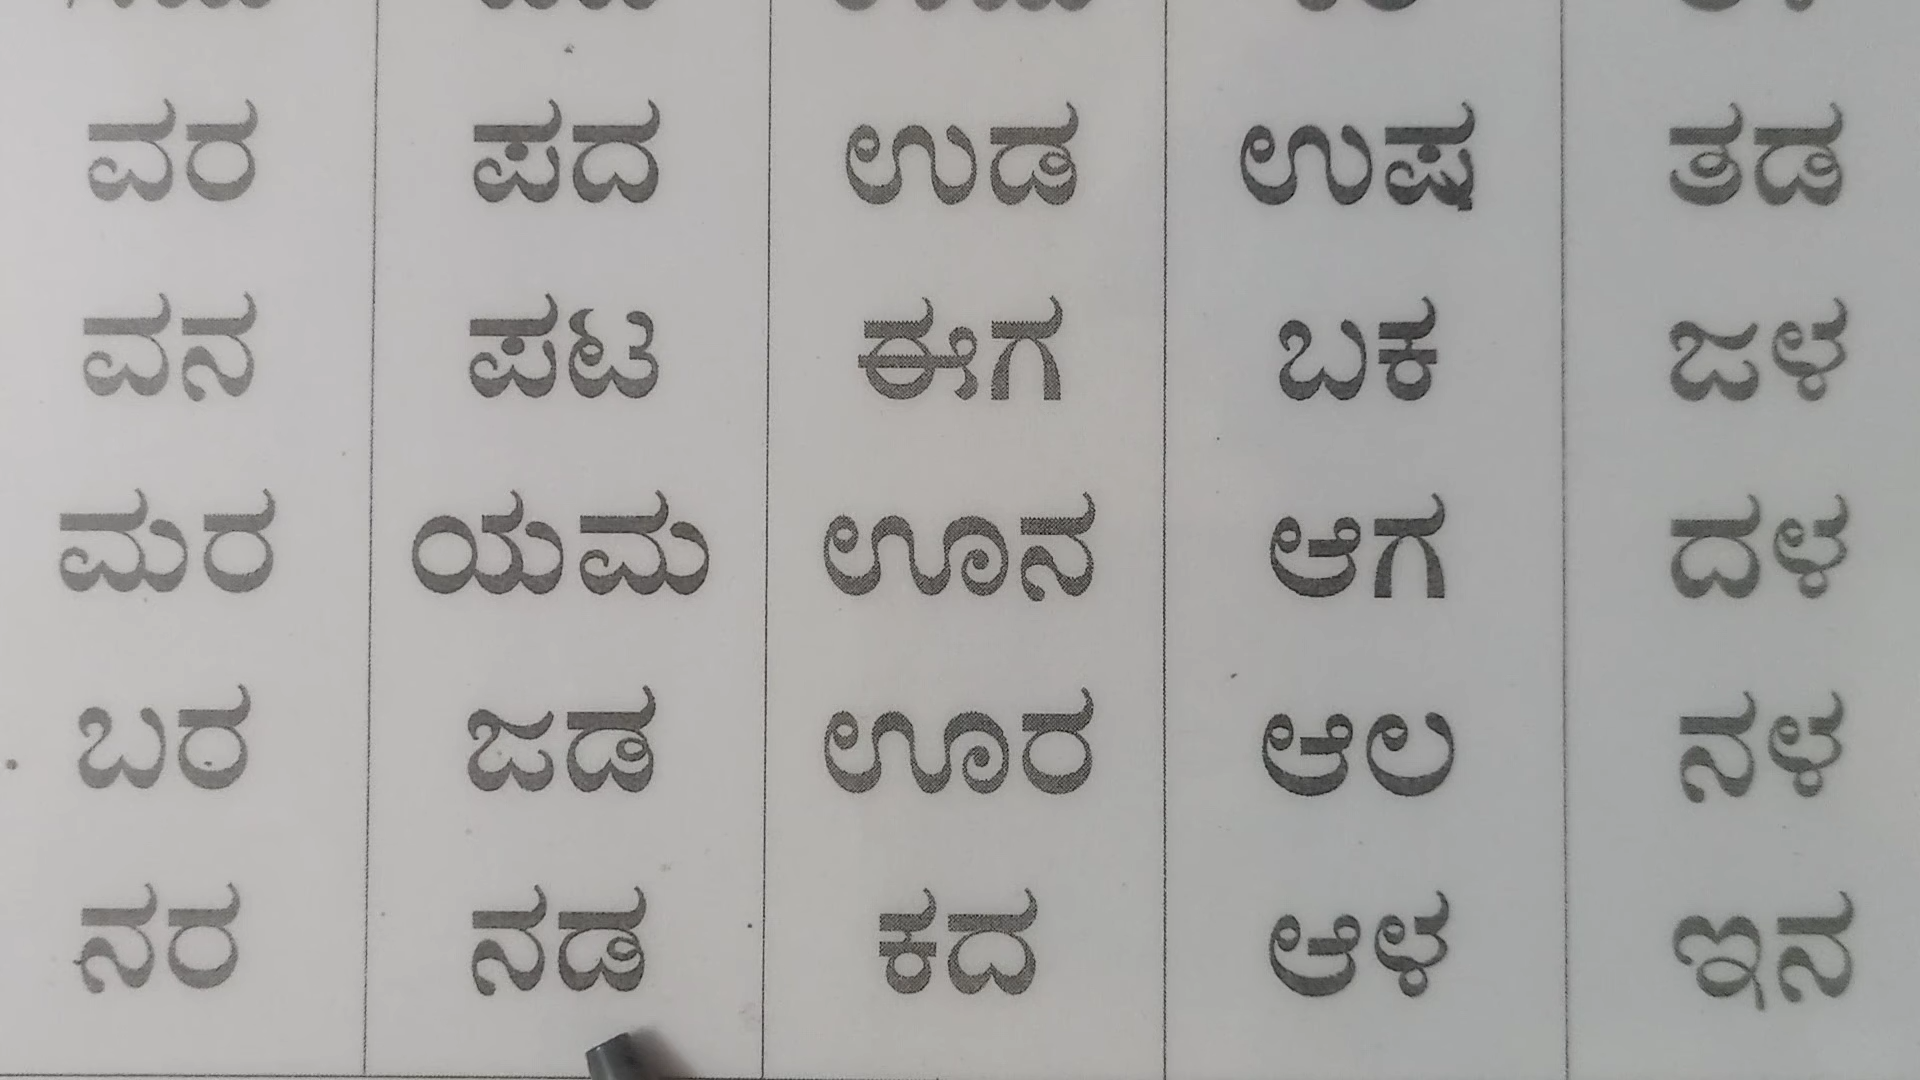 ವರ ಪದ ಉಡ ಉಷ ತಡ
ವನ ಪಟ ಈಗ ಬಕ ಜಳ
ಮರ ಯಮ ಊನ ಆಗ ದಳ
ಬರ ಜಡ ಊರ ಆಲ ನಳ
ನರ ನಡ ಕದ ಆಳ ಇನ